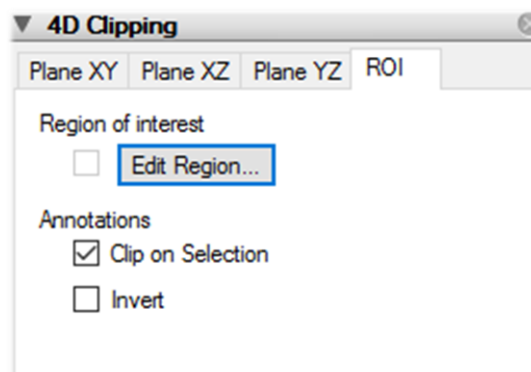 4D Clipping
Plane XY Plane XZ Plane YZ ROI
Region of interest
Edit Region...
Annotations
Clip on Selection
Invert